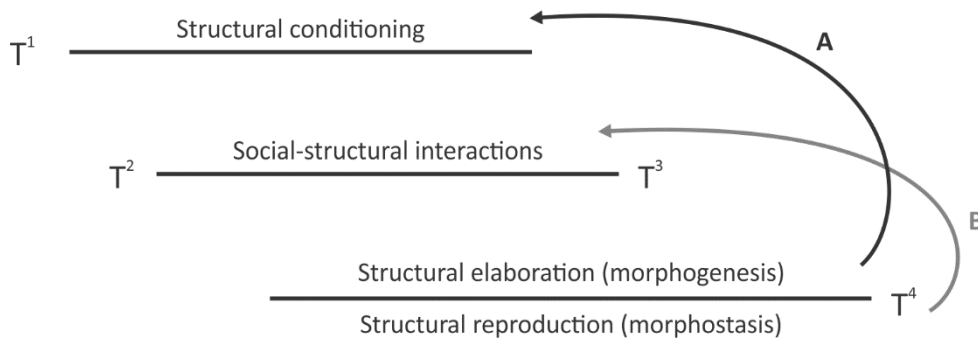 Structural conditioning
T¹
A
Social-structural interactions
T² T³
B
Structural elaboration (morphogenesis)
T⁴
Structural reproduction (morphostasis)